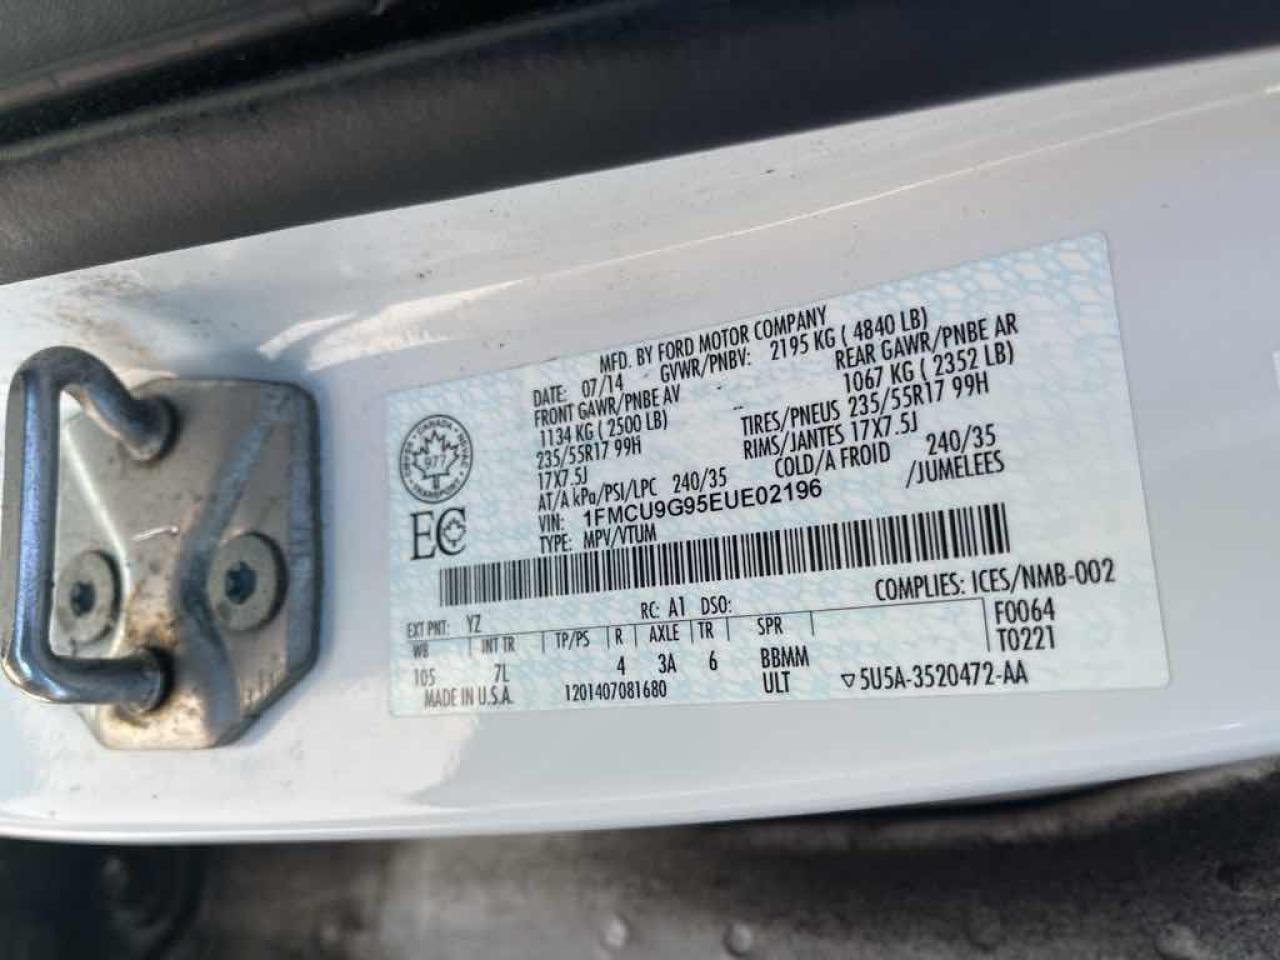 MFD. BY FORD MOTOR COMPANY
DATE: 07/14 GVWR/PNBV: 2195 KG ( 4840 LB)
FRONT GAWR/PNBE AV REAR GAWR/PNBE AR
1134 KG ( 2500 LB) 1067 KG ( 2352 LB)
235/55R17 99H TIRES/PNEUS 235/55R17 99H
17X7.5J RIMS/JANTES 17X7.5J
AT/A kPa/PSI/LPC 240/35 COLD/A FROID 240/35
VIN: 1FMCU9G95EUE02196 /JUMELEES
TYPE: MPV/VTUM
CANADA
977
TRANSPORT
EC
COMPLIES: ICES/NMB-002
EXT PNT: YZ RC: A1 DSO: F0064
WB INT TR TP/PS R AXLE TR SPR T0221
105 7L 4 3A 6 BBMM
MADE IN U.S.A. 1201407081680 ULT ▽5U5A-3520472-AA